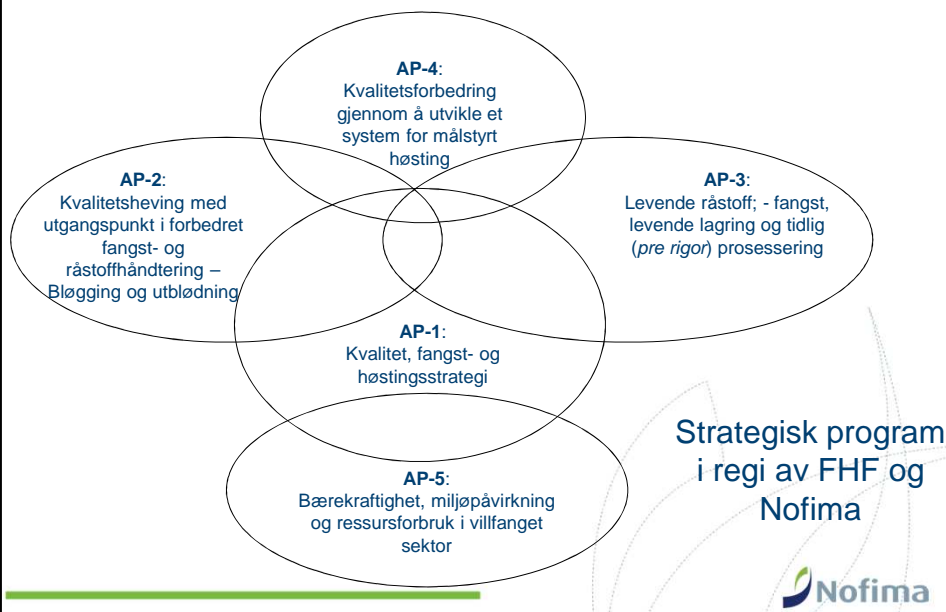 AP-4:
Kvalitetsforbedring
gjennom å utvikle et
system for målstyrt
høsting
AP-2:
Kvalitetsheving med
utgangspunkt i forbedret
fangst- og
råstoffhåndtering –
Bløgging og utblødning
AP-3:
Levende råstoff; - fangst,
levende lagring og tidlig
(pre rigor) prosessering
AP-1:
Kvalitet, fangst- og
høstingsstrategi
AP-5:
Bærekraftighet, miljøpåvirkning
og ressursforbruk i villfanget
sektor
Strategisk program
i regi av FHF og
Nofima
Nofima